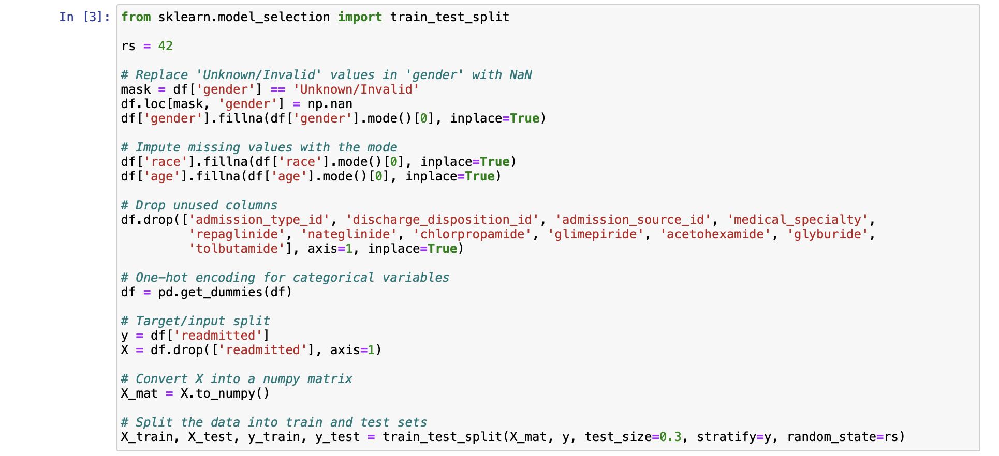 In [3]: from sklearn.model_selection import train_test_split
rs = 42
# Replace 'Unknown/Invalid' values in 'gender' with NaN
mask = df['gender'] == 'Unknown/Invalid'
df.loc[mask, 'gender'] = np.nan
df['gender'].fillna(df['gender'].mode()[0], inplace=True)
# Impute missing values with the mode
df['race'].fillna(df['race'].mode()[0], inplace=True)
df['age'].fillna(df['age'].mode()[0], inplace=True)
# Drop unused columns
df.drop(['admission_type_id', 'discharge_disposition_id', 'admission_source_id', 'medical_specialty',
'repaglinide', 'nateglinide', 'chlorpropamide', 'glimepiride', 'acetohexamide', 'glyburide',
'tolbutamide'], axis=1, inplace=True)
# One-hot encoding for categorical variables
df = pd.get_dummies(df)
# Target/input split
y = df['readmitted']
X = df.drop(['readmitted'], axis=1)
# Convert X into a numpy matrix
X_mat = X.to_numpy()
# Split the data into train and test sets
X_train, X_test, y_train, y_test = train_test_split(X_mat, y, test_size=0.3, stratify=y, random_state=rs)